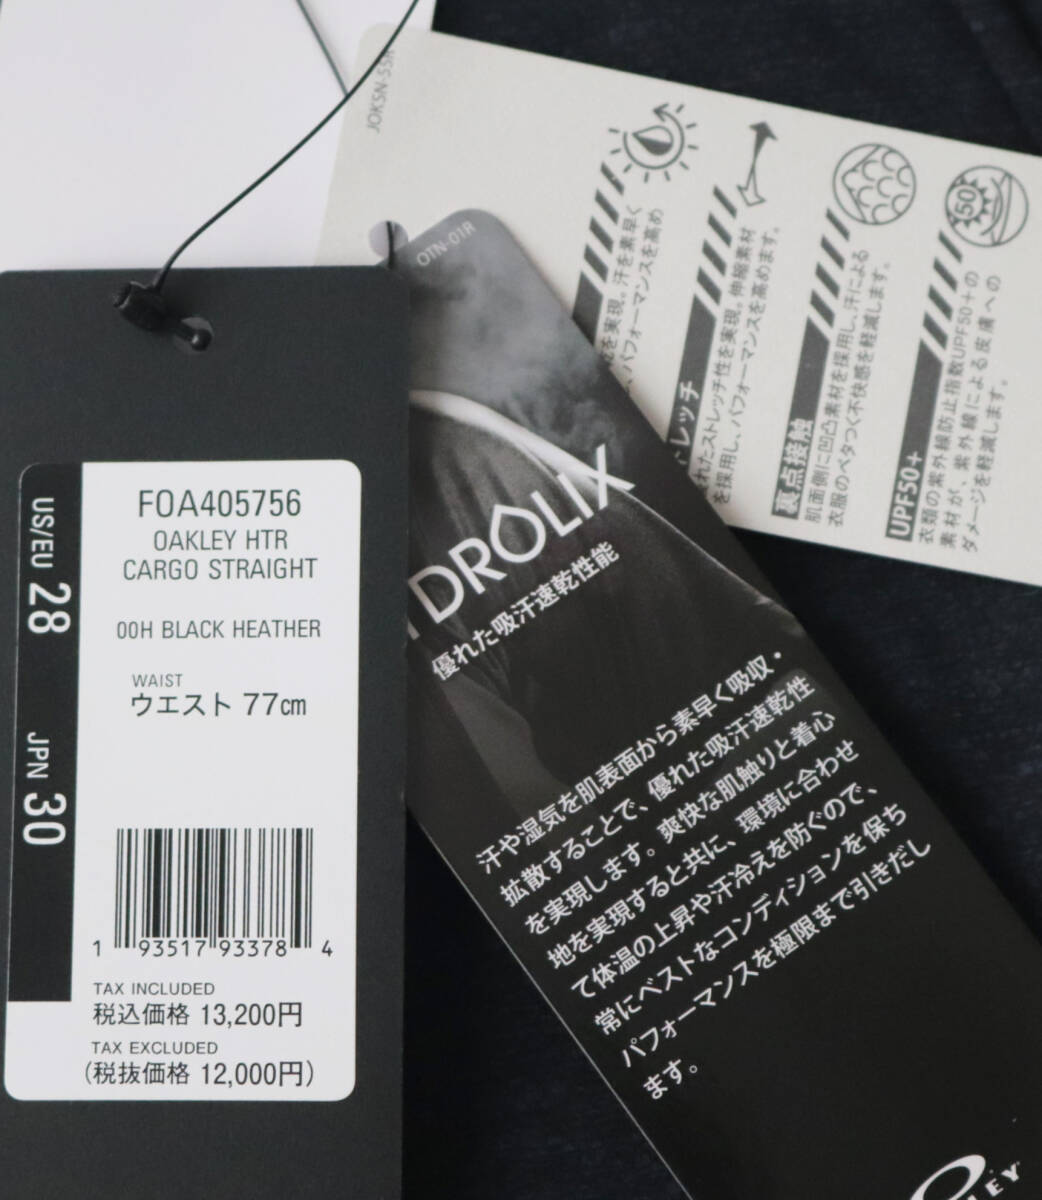 FOA405756
OAKLEY HTR
CARGO STRAIGHT
00H BLACK HEATHER
WAIST
ウエスト 77cm
US/EU 28
JPN 30
1 93517 93378 4
TAX INCLUDED
税込価格 13,200円
TAX EXCLUDED
(税抜価格 12,000円)
OTN-01R
DROLIX
優れた吸汗速乾性能
汗や湿気を肌表面から素早く吸収・
拡散することで、優れた吸汗速乾性
を実現します。爽快な肌触りと着心
地を実現すると共に、環境に合わせ
て体温の上昇や汗冷えを防ぐので、
常にベストなコンディションを保ち
パフォーマンスを極限まで引きだし
ます。
LEY
JOKSN-55R
を実現。汗を素早く
、パフォーマンスを高め
トレッチ
れたストレッチ性を実現。伸縮素材
を採用し、パフォーマンスを高めます。
裏点接触
肌面側に凹凸素材を採用し、汗による
衣服のベタつく不快感を軽減します。
50
UPF50+
衣類の紫外線防止指数UPF50+の
素材が、紫外線による皮膚への
ダメージを軽減します。